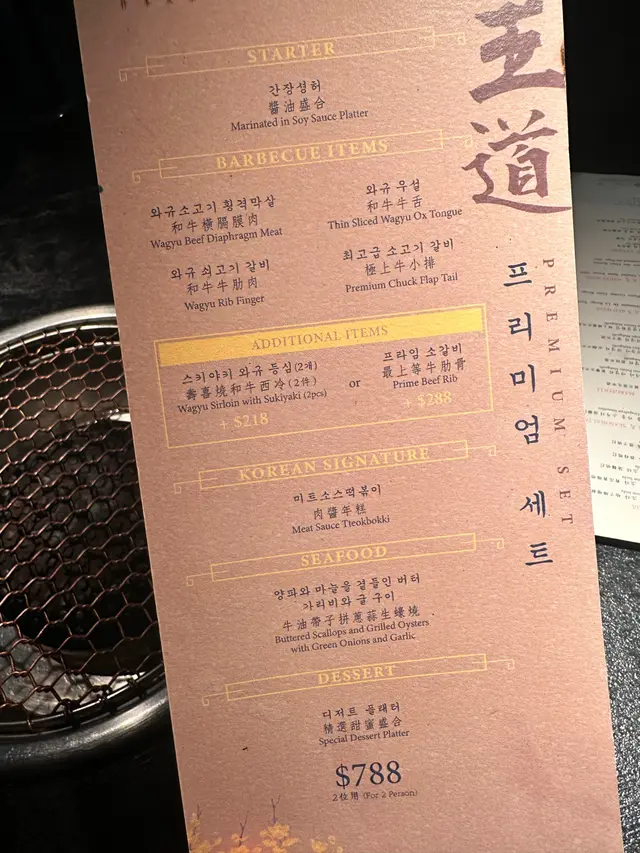 王道
프리미엄 세트
PREMIUM SET
STARTER
간장성허
醬油盛合
Marinated in Soy Sauce Platter
BARBECUE ITEMS
와규소고기 횡격막살
和牛橫膈膜肉
Wagyu Beef Diaphragm Meat
와규 우설
和牛牛舌
Thin Sliced Wagyu Ox Tongue
와규 쇠고기 갈비
和牛牛肋肉
Wagyu Rib Finger
최고급 소고기 갈비
極上牛小排
Premium Chuck Flap Tail
ADDITIONAL ITEMS
스키야키 와규 등심(2개)
壽喜燒和牛西冷(2件)
Wagyu Sirloin with Sukiyaki (2pcs)
+ $218
or
프라임 소갈비
最上等牛肋骨
Prime Beef Rib
+ $288
KOREAN SIGNATURE
미트소스떡볶이
肉醬年糕
Meat Sauce Tteokbokki
SEAFOOD
양파와 마늘을 곁들인 버터
가리비와 굴 구이
牛油帶子拼蔥蒜生蠔燒
Buttered Scallops and Grilled Oysters
with Green Onions and Garlic
DESSERT
디저트 플래터
精選甜蜜盛合
Special Dessert Platter
$788
2位用 (For 2 Person)